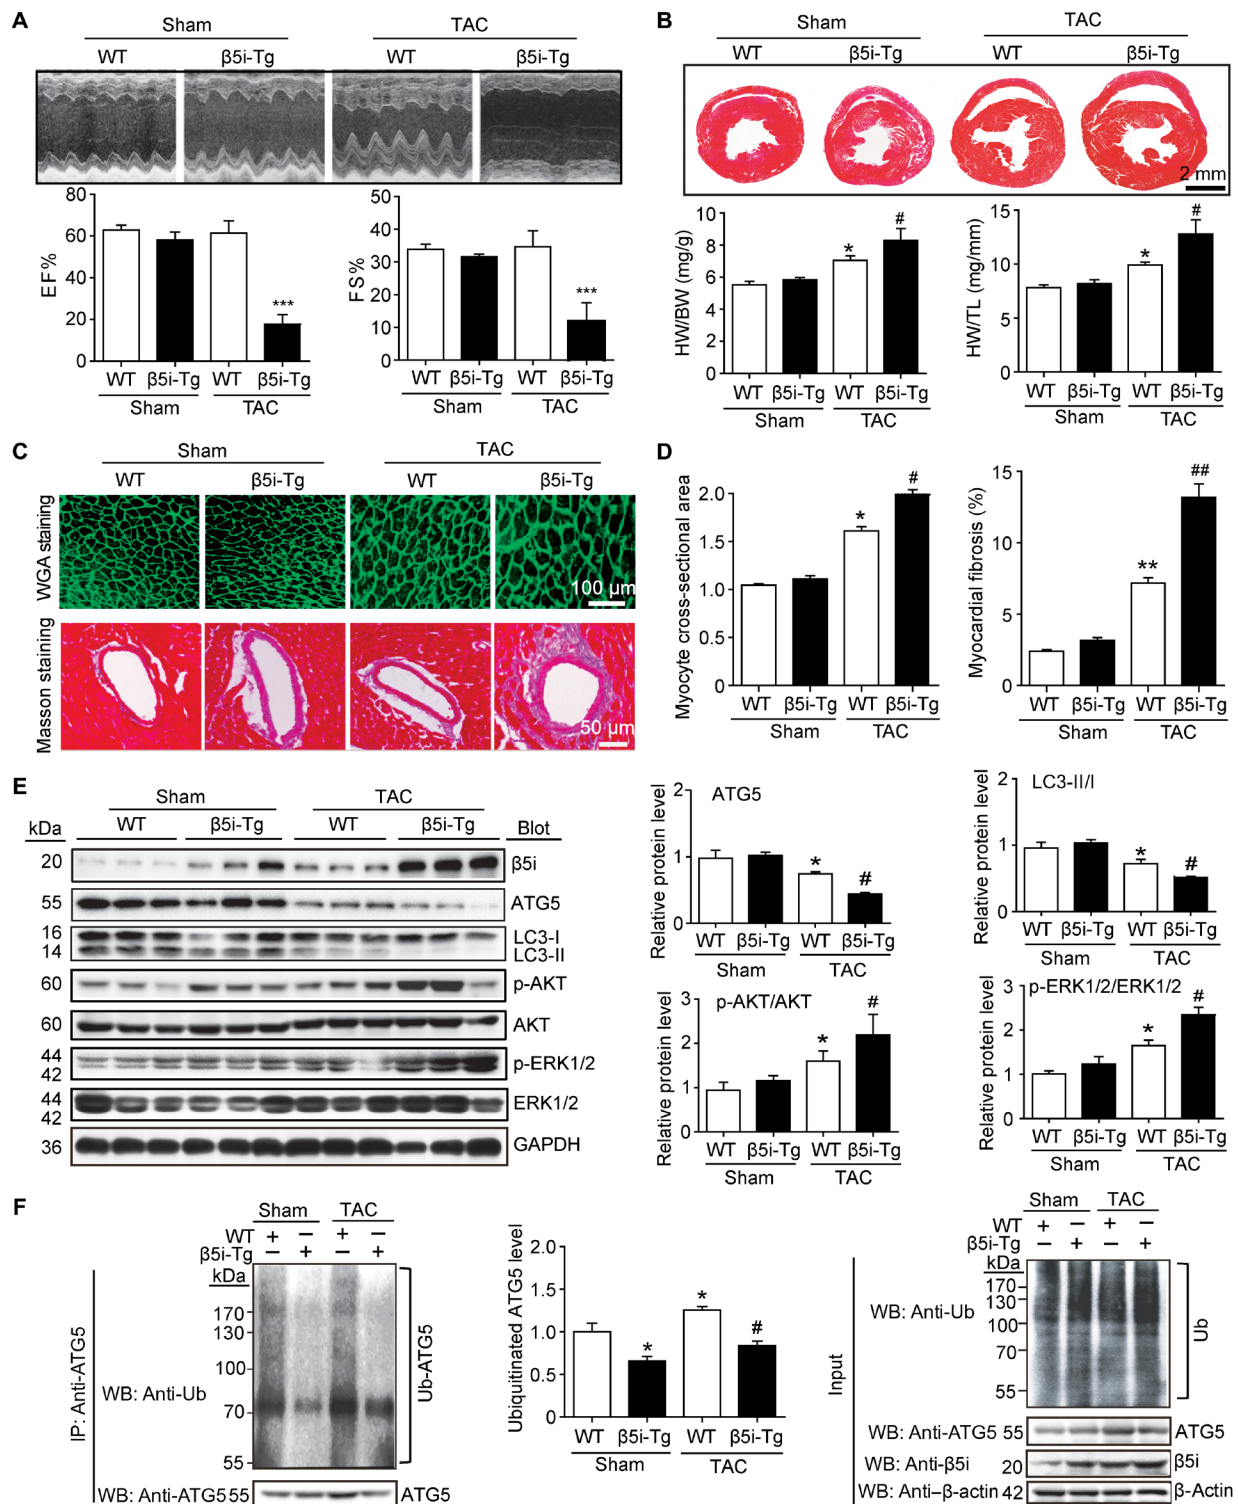 A
Sham
TAC
WT
β5i-Tg
WT
β5i-Tg
EF%
80
60
40
20
0
WT
β5i-Tg
WT
β5i-Tg
Sham
TAC
***
FS%
50
40
30
20
10
0
WT
β5i-Tg
WT
β5i-Tg
Sham
TAC
***
B
Sham
TAC
WT
β5i-Tg
WT
β5i-Tg
2 mm
HW/BW (mg/g)
10
8
6
4
2
0
*
#
WT
β5i-Tg
WT
β5i-Tg
Sham
TAC
HW/TL (mg/mm)
15
10
5
0
*
#
WT
β5i-Tg
WT
β5i-Tg
Sham
TAC
C
Sham
TAC
WT
β5i-Tg
WT
β5i-Tg
WGA staining
100 μm
Masson staining
50 μm
D
Myocyte cross-sectional area
2.0
1.5
1.0
0.5
0
*
#
WT
β5i-Tg
WT
β5i-Tg
Sham
TAC
Myocardial fibrosis (%)
15
10
5
0
**
##
WT
β5i-Tg
WT
β5i-Tg
Sham
TAC
E
Sham
TAC
kDa
WT
β5i-Tg
WT
β5i-Tg
Blot
20
β5i
55
ATG5
16
LC3-I
14
LC3-II
60
p-AKT
60
AKT
44
42
p-ERK1/2
44
42
ERK1/2
36
GAPDH
Relative protein level
2
1
0
ATG5
*
#
WT
β5i-Tg
WT
β5i-Tg
Sham
TAC
Relative protein level
2
1
0
LC3-II/I
*
#
WT
β5i-Tg
WT
β5i-Tg
Sham
TAC
Relative protein level
3
2
1
0
p-AKT/AKT
*
#
WT
β5i-Tg
WT
β5i-Tg
Sham
TAC
Relative protein level
3
2
1
0
p-ERK1/2/ERK1/2
*
#
WT
β5i-Tg
WT
β5i-Tg
Sham
TAC
F
Sham
TAC
WT + − + −
β5i-Tg − + − +
kDa
170
130
100
70
55
IP: Anti-ATG5
WB: Anti-Ub
Ub-ATG5
WB: Anti-ATG5 55
ATG5
Ubiquitinated ATG5 level
2.0
1.5
1.0
0.5
0
*
*
#
WT
β5i-Tg
WT
β5i-Tg
Sham
TAC
Sham
TAC
WT + − + −
β5i-Tg − + − +
kDa
170
130
100
70
55
Input
WB: Anti-Ub
Ub
WB: Anti-ATG5 55
ATG5
WB: Anti-β5i 20
β5i
WB: Anti–β-actin 42
β-Actin